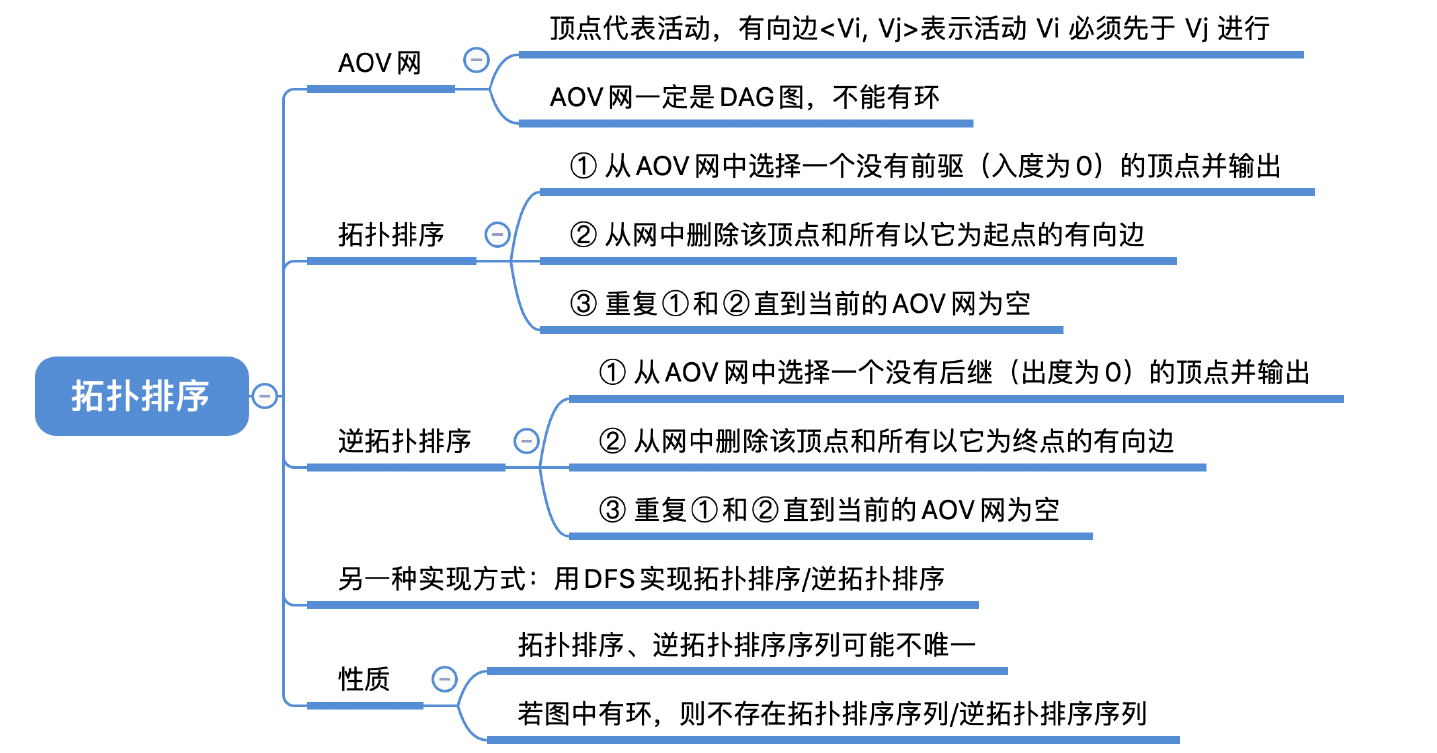 顶点代表活动，有向边<Vi, Vj>表示活动 Vi 必须先于 Vj 进行
AOV网
AOV网一定是DAG图，不能有环
① 从AOV网中选择一个没有前驱（入度为0）的顶点并输出
拓扑排序
② 从网中删除该顶点和所有以它为起点的有向边
③ 重复①和②直到当前的AOV网为空
拓扑排序
① 从AOV网中选择一个没有后继（出度为0）的顶点并输出
逆拓扑排序
② 从网中删除该顶点和所有以它为终点的有向边
③ 重复①和②直到当前的AOV网为空
另一种实现方式：用DFS实现拓扑排序/逆拓扑排序
拓扑排序、逆拓扑排序序列可能不唯一
性质
若图中有环，则不存在拓扑排序序列/逆拓扑排序序列